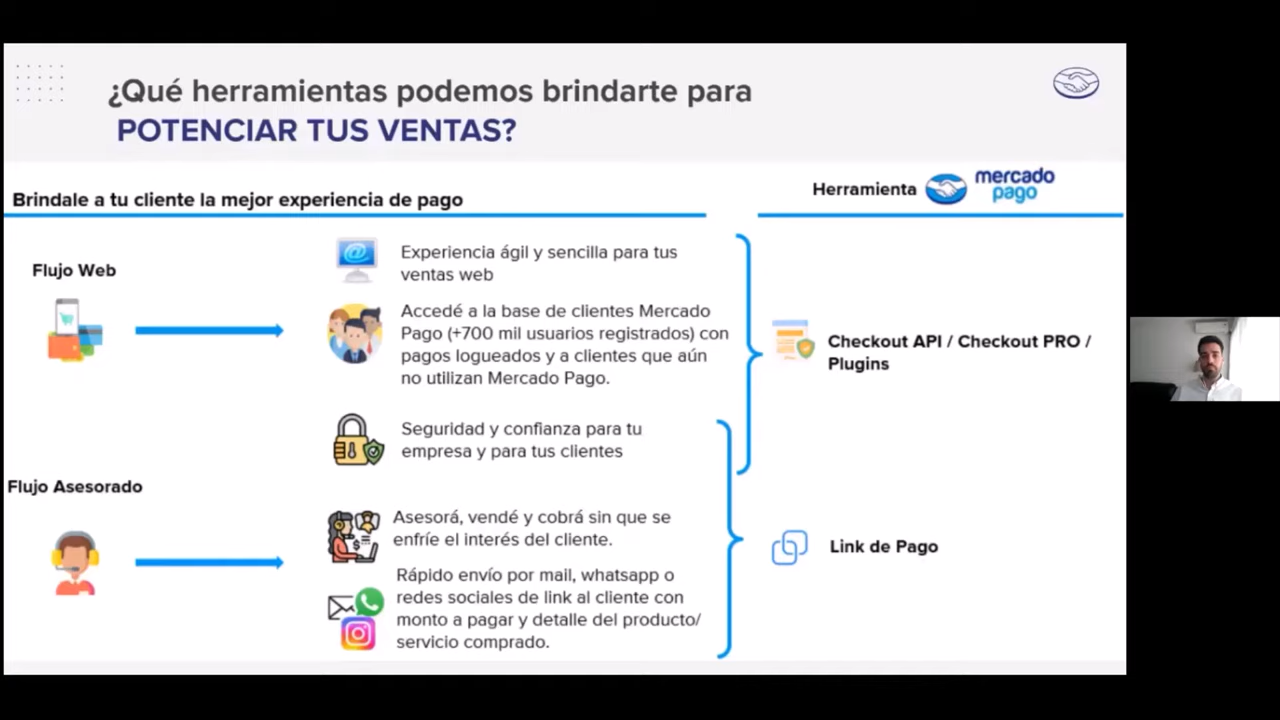 ¿Qué herramientas podemos brindarte para
POTENCIAR TUS VENTAS?
Brindale a tu cliente la mejor experiencia de pago
Herramienta
mercado
pago
Flujo Web
Experiencia ágil y sencilla para tus
ventas web
Accedé a la base de clientes Mercado
Pago (+700 mil usuarios registrados) con
pagos logueados y a clientes que aún
no utilizan Mercado Pago.
Seguridad y confianza para tu
empresa y para tus clientes
Checkout API / Checkout PRO /
Plugins
Flujo Asesorado
Asesorá, vendé y cobrá sin que se
enfríe el interés del cliente.
Rápido envío por mail, whatsapp o
redes sociales de link al cliente con
monto a pagar y detalle del producto/
servicio comprado.
Link de Pago